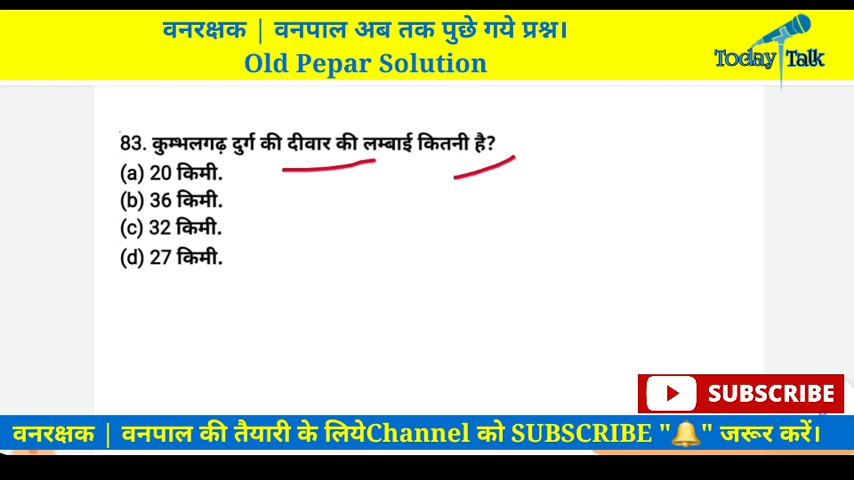 वनरक्षक | वनपाल अब तक पुछे गये प्रश्न।
Old Pepar Solution
Today Talk
83. कुम्भलगढ़ दुर्ग की दीवार की लम्बाई कितनी है?
(a) 20 किमी.
(b) 36 किमी.
(c) 32 किमी.
(d) 27 किमी.
SUBSCRIBE
वनरक्षक | वनपाल की तैयारी के लियेChannel को SUBSCRIBE "🔔" जरूर करें।